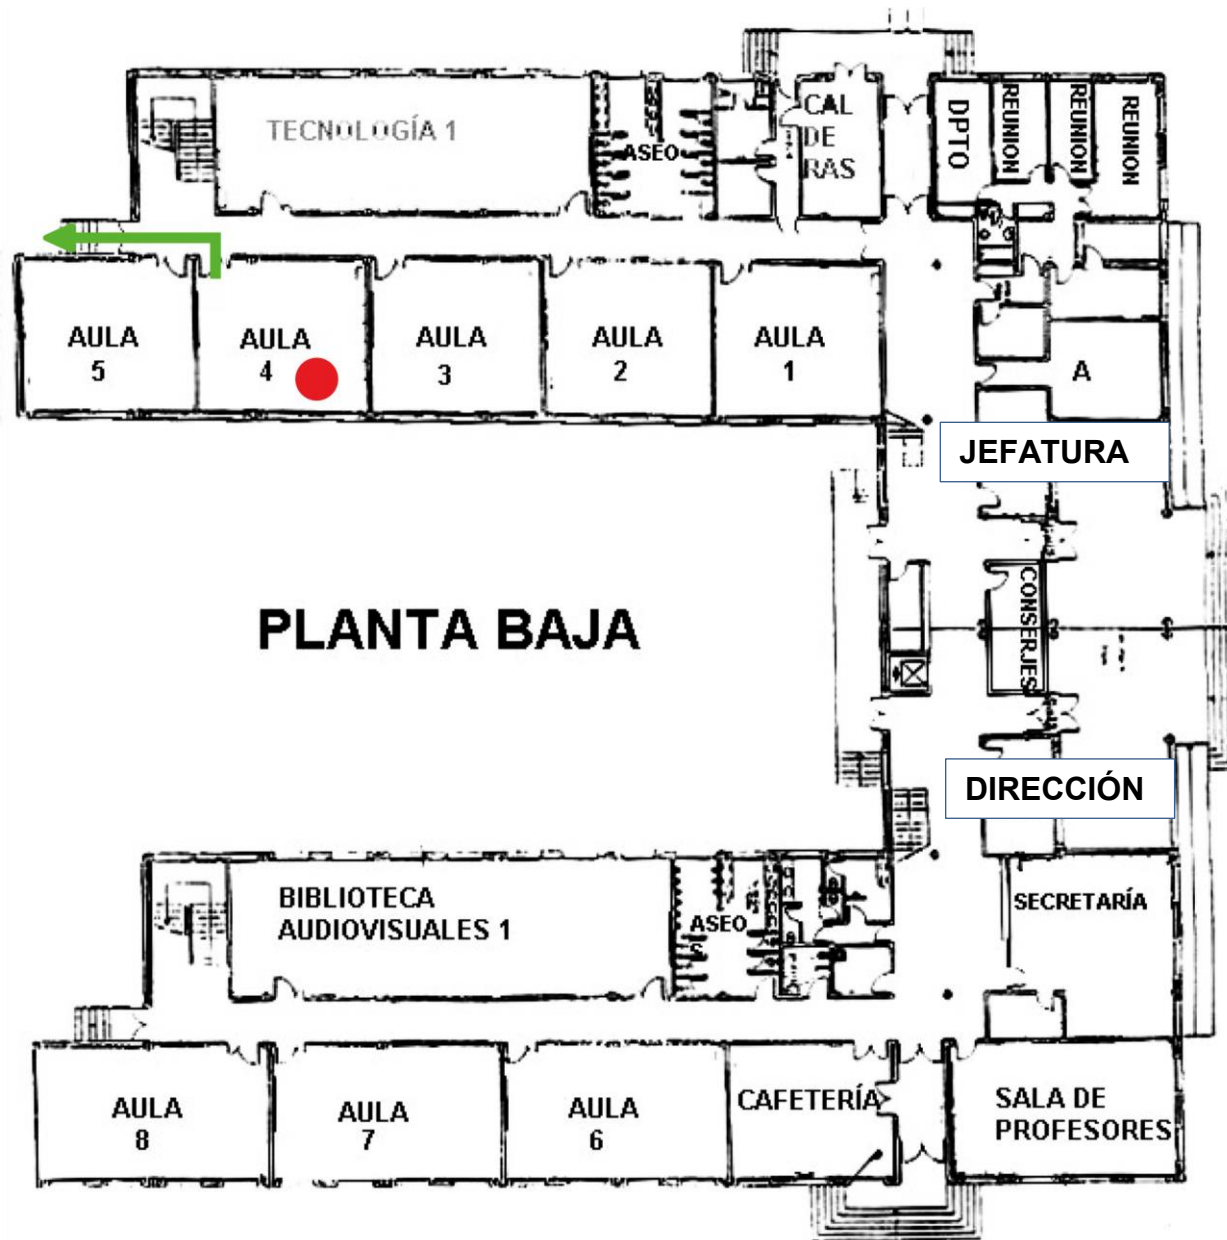 TECNOLOGÍA 1
ASEO
CAL
DE
RAS
DPTO
REUNION
REUNION
REUNION
AULA
5
AULA
4
AULA
3
AULA
2
AULA
1
A
JEFATURA
PLANTA BAJA
CONSERJES
DIRECCIÓN
BIBLIOTECA
AUDIOVISUALES 1
ASEO
SECRETARÍA
AULA
8
AULA
7
AULA
6
CAFETERÍA
SALA DE
PROFESORES